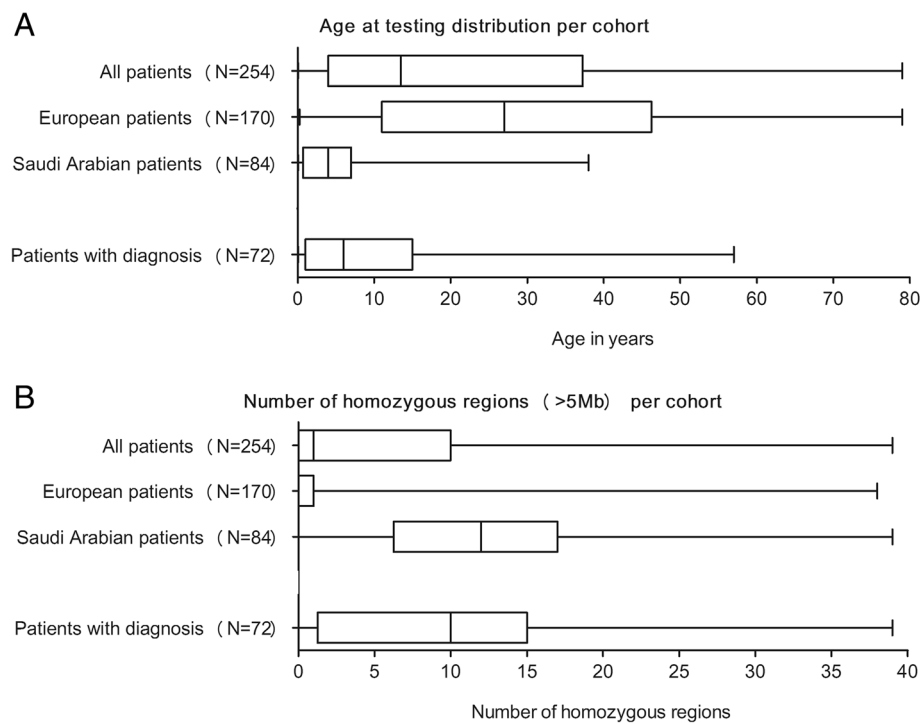 A
Age at testing distribution per cohort
All patients (N=254)
European patients (N=170)
Saudi Arabian patients (N=84)
Patients with diagnosis (N=72)
0 10 20 30 40 50 60 70 80
Age in years
B
Number of homozygous regions (>5Mb) per cohort
All patients (N=254)
European patients (N=170)
Saudi Arabian patients (N=84)
Patients with diagnosis (N=72)
0 5 10 15 20 25 30 35 40
Number of homozygous regions